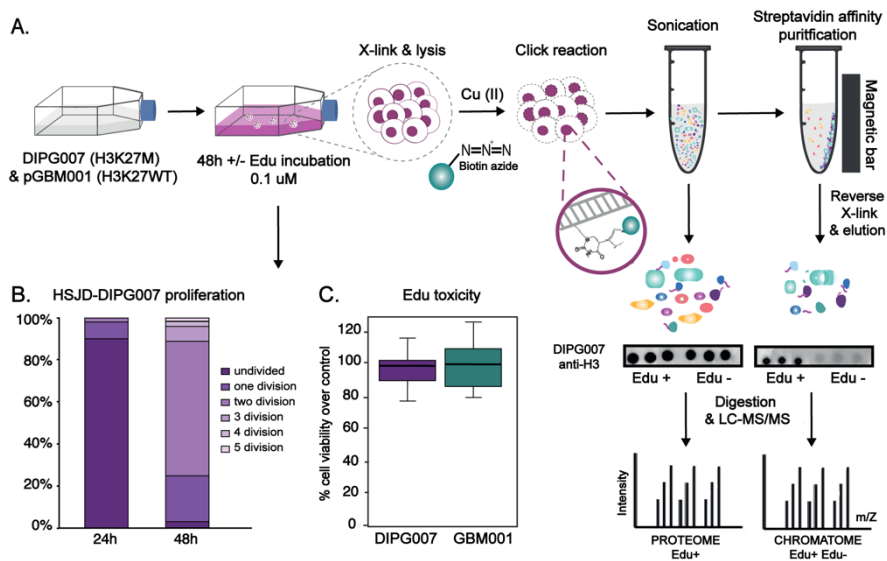 A.
X-link & lysis
Click reaction
Sonication
Streptavidin affinity
puritfication
Cu (II)
N=N=N
+
Biotin azide
Magnetic bar
DIPG007 (H3K27M)
& pGBM001 (H3K27WT)
48h +/- Edu incubation
0.1 uM
Reverse
X-link
& elution
B.
HSJD-DIPG007 proliferation
100%
80%
60%
40%
20%
0%
24h
48h
undivided
one division
two division
3 division
4 division
5 division
C.
Edu toxicity
% cell viability over control
120
100
80
60
40
20
0
DIPG007
GBM001
DIPG007
anti-H3
Edu +
Edu -
Edu +
Edu -
Digestion
& LC-MS/MS
Intensity
m/Z
PROTEOME
Edu+
CHROMATOME
Edu+ Edu-